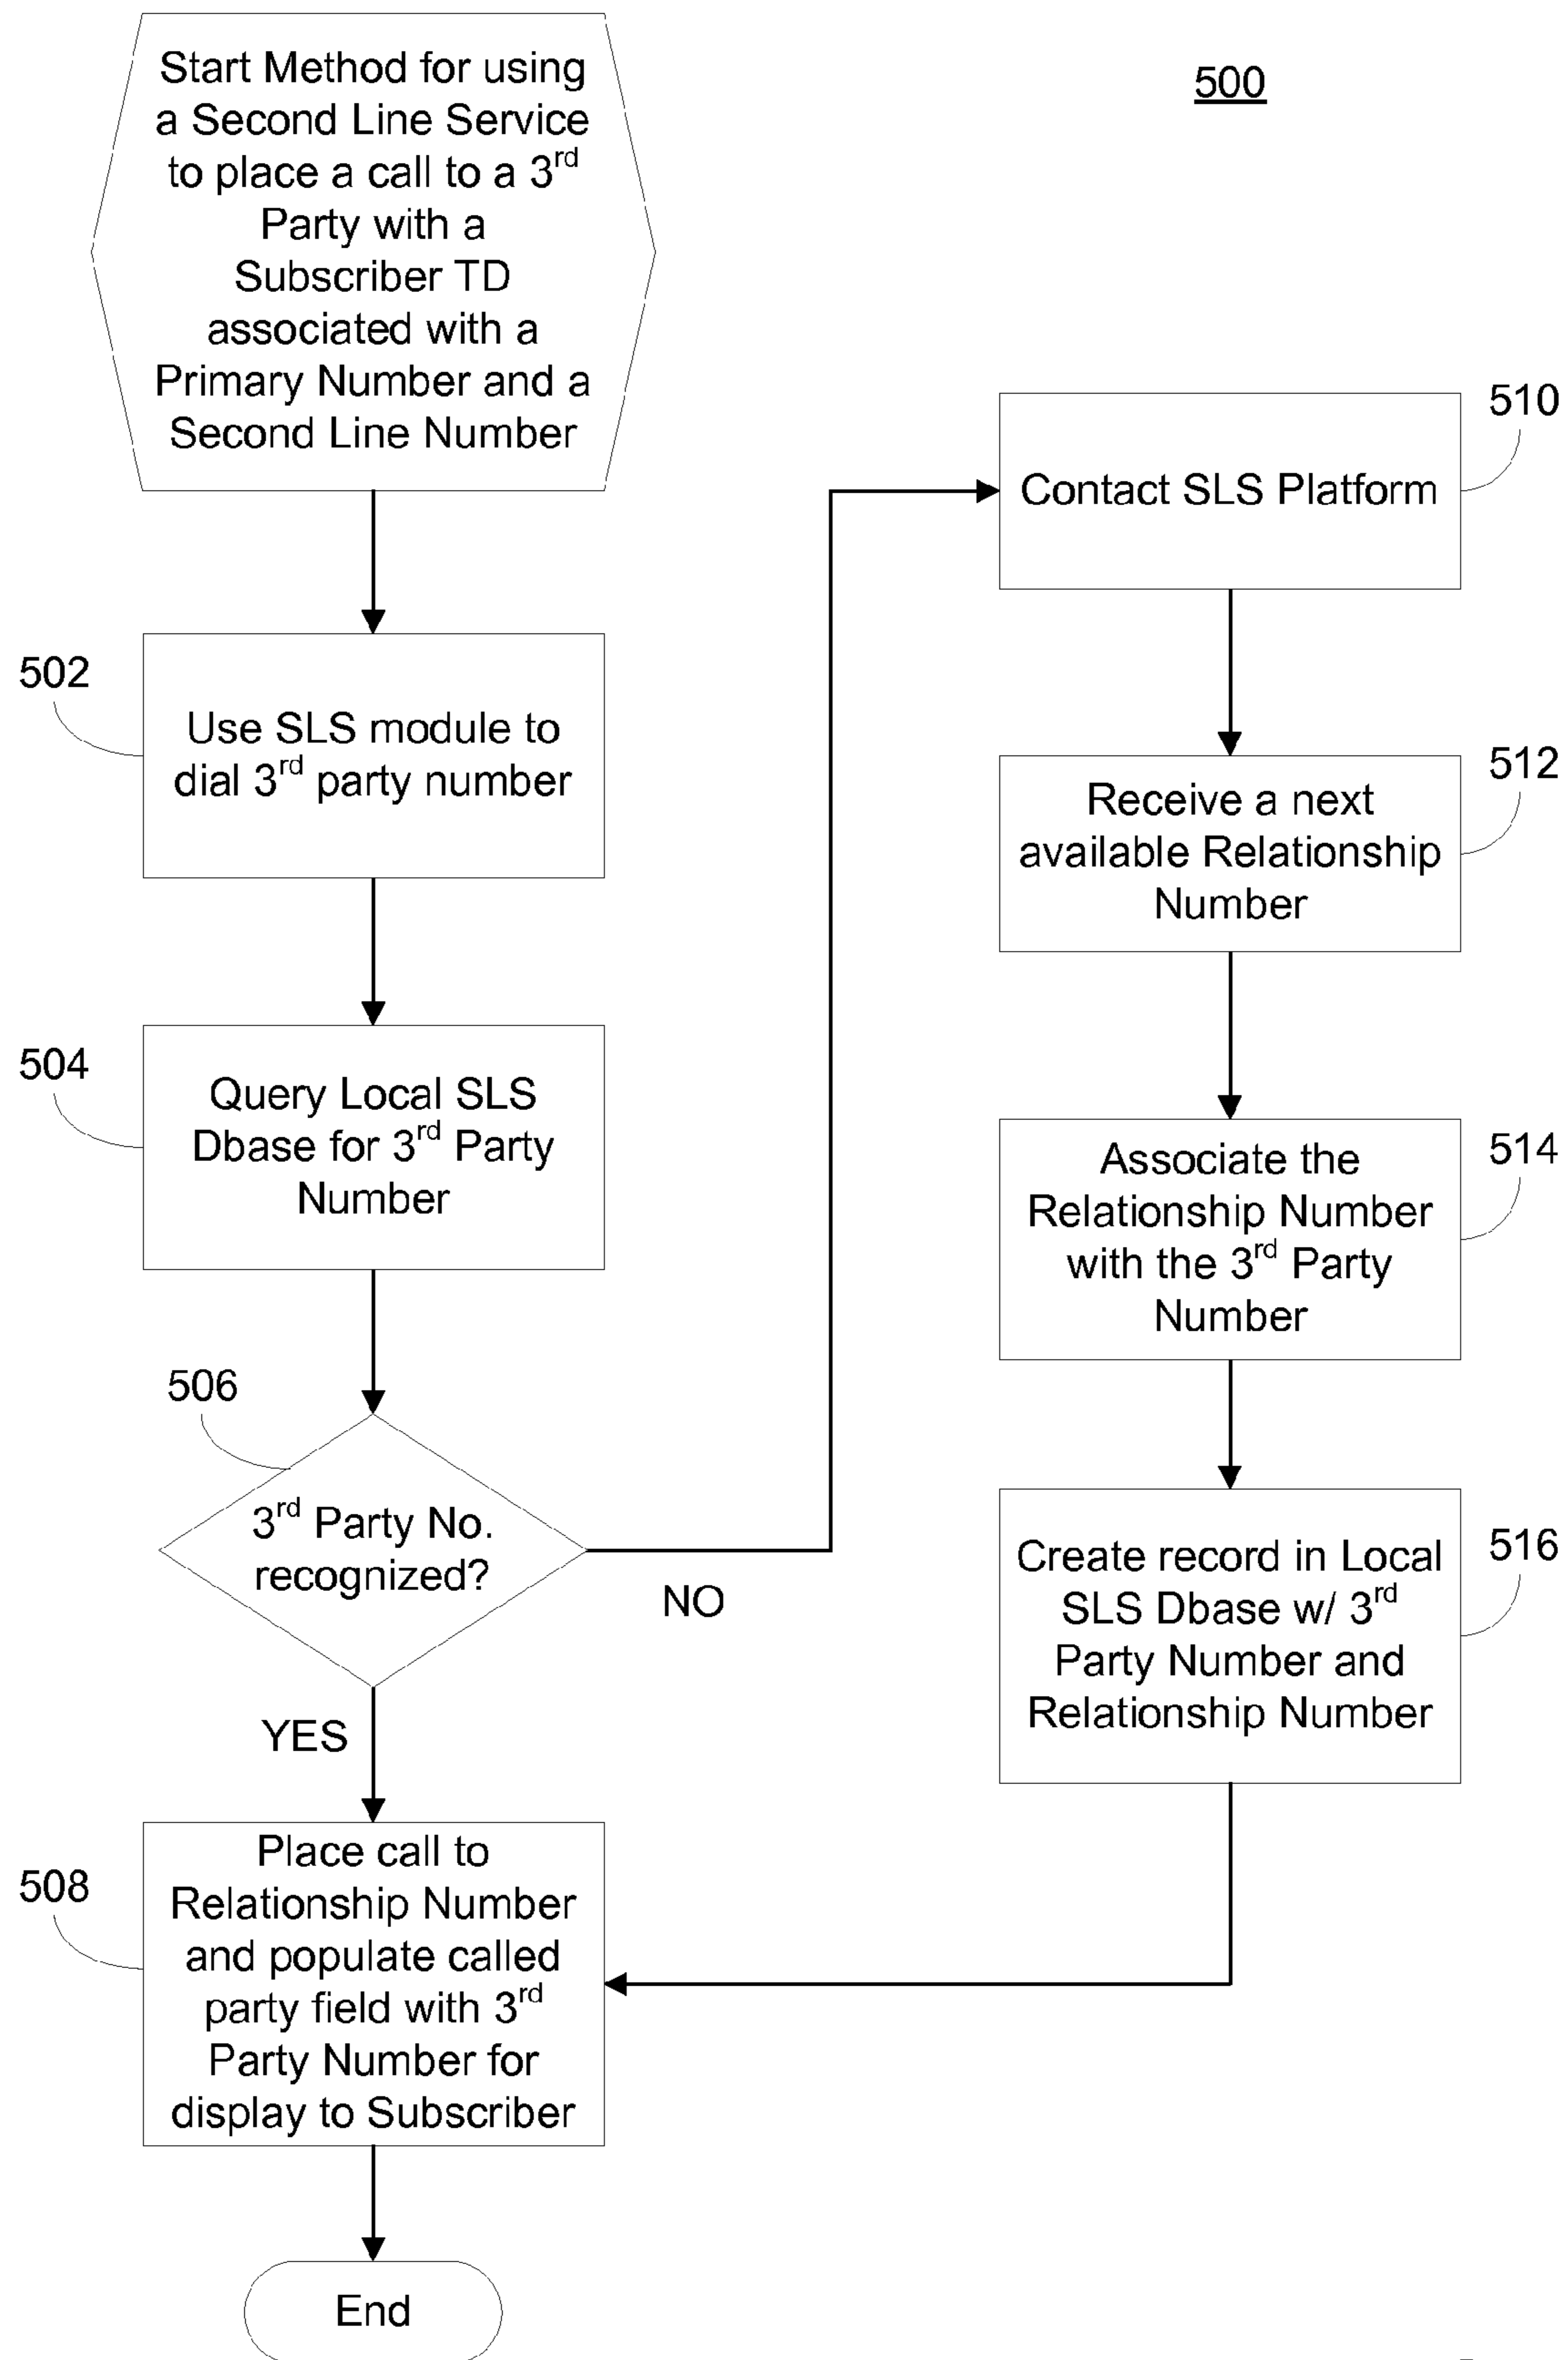 Start Method for using
a Second Line Service
to place a call to a 3rd
Party with a
Subscriber TD
associated with a
Primary Number and a
Second Line Number
500
502
Use SLS module to
dial 3rd party number
504
Query Local SLS
Dbase for 3rd Party
Number
506
3rd Party No.
recognized?
NO
YES
508
Place call to
Relationship Number
and populate called
party field with 3rd
Party Number for
display to Subscriber
End
510
Contact SLS Platform
512
Receive a next
available Relationship
Number
514
Associate the
Relationship Number
with the 3rd Party
Number
516
Create record in Local
SLS Dbase w/ 3rd
Party Number and
Relationship Number